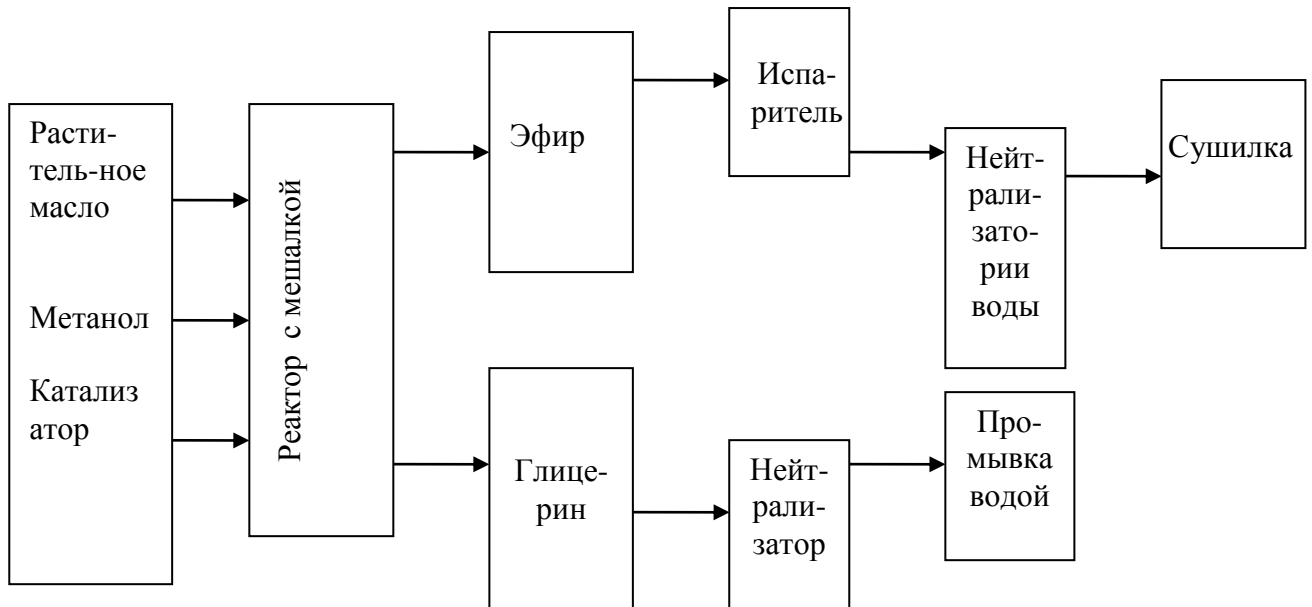 Расти-
тель-ное
масло
Метанол
Катализ
атор
Реактор с мешалкой
Эфир
Испа-
ритель
Нейт-
рали-
зато-
рии
воды
Сушилка
Глице-
рин
Нейт-
рали-
затор
Про-
мывка
водой